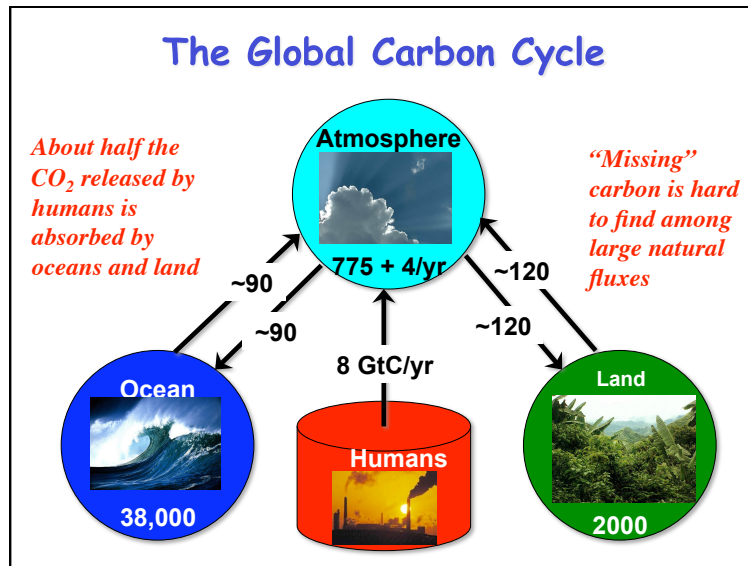 The Global Carbon Cycle
About half the
CO₂ released by
humans is
absorbed by
oceans and land
Atmosphere
775 + 4/yr
“Missing”
carbon is hard
to find among
large natural
fluxes
~90
~90
~120
~120
8 GtC/yr
Ocean
38,000
Humans
Land
2000